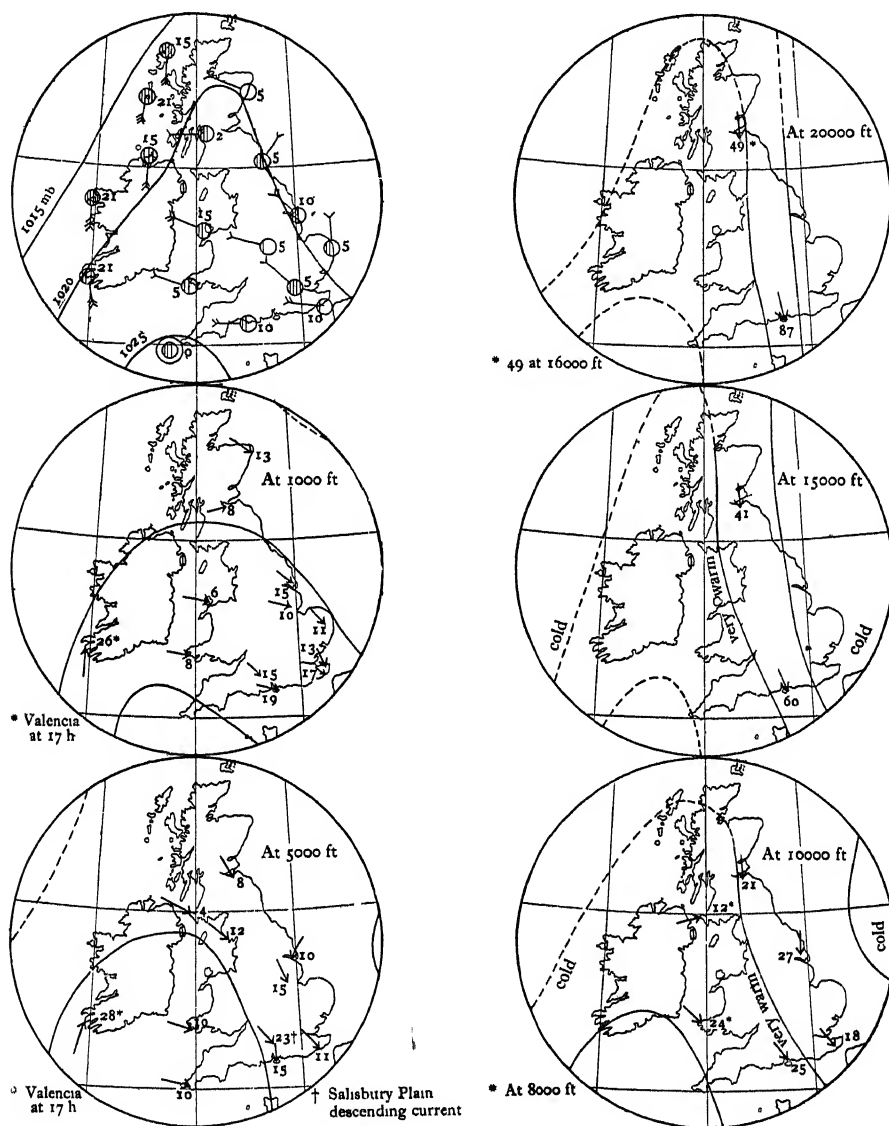 15
21
15
5
2
5
21
10
15
5
5
21
5
10
10
0
1015 mb
1020
1025
At 20000 ft
49 *
87
* 49 at 16000 ft
At 1000 ft
13
8
6
15
10
11
13
17
15
19
26*
8
* Valencia
at 17 h
At 15000 ft
41
very warm
cold
cold
60
At 5000 ft
8
4
12
10
15
28*
23†
15
11
10
Valencia
at 17 h
† Salisbury Plain
descending current
At 10000 ft
21
12*
cold
cold
27
very warm
24*
18
25
* At 8000 ft